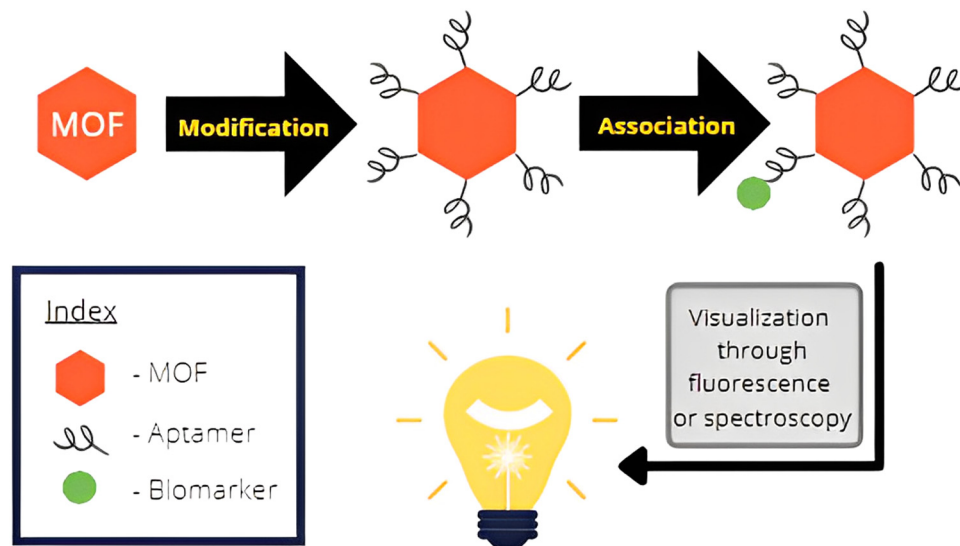 MOF
Modification
Association
Index
- MOF
- Aptamer
- Biomarker
Visualization
through
fluorescence
or spectroscopy